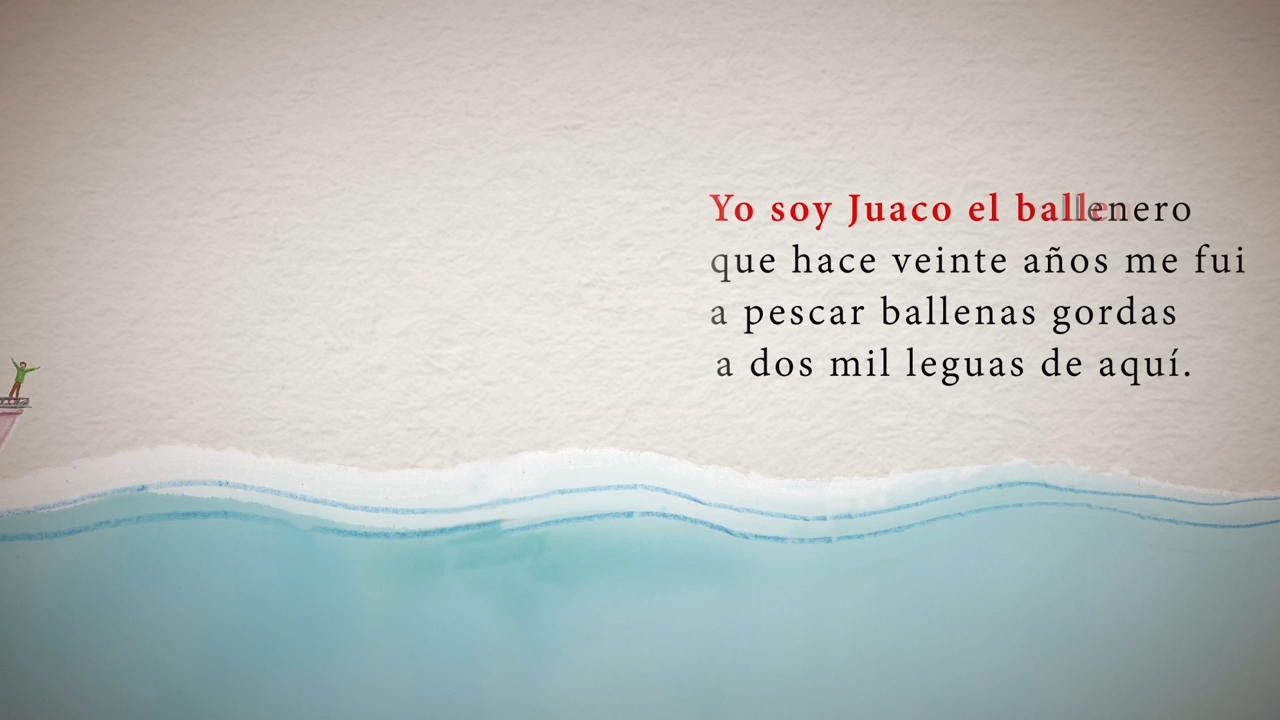 Yo soy Juaco el ballenero
que hace veinte años me fui
a pescar ballenas gordas
a dos mil leguas de aquí.